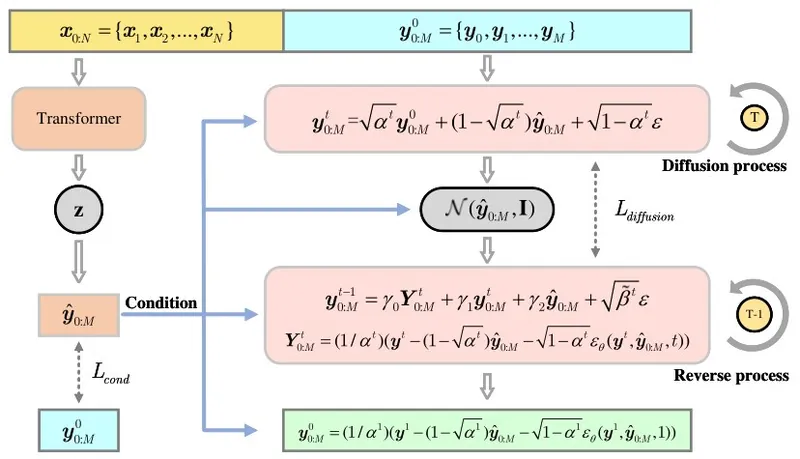 x_{0:N} = {x_1, x_2, ..., x_N}
y^0_{0:M} = {y_0, y_1, ..., y_M}
Transformer
y^t_{0:M} = √α^t y^0_{0:M} + (1−√α^t)ŷ_{0:M} + √(1−α^t) ε
T
Diffusion process
z
𝒩(ŷ_{0:M}, I)
L_{diffusion}
ŷ_{0:M}
Condition
y^{t−1}_{0:M} = γ_0 Y^t_{0:M} + γ_1 y^t_{0:M} + γ_2 ŷ_{0:M} + √β̃^t ε
Y^t_{0:M} = (1/α^t)(y^t − (1−√α^t)ŷ_{0:M} − √(1−α^t) ε_θ(y^t, ŷ_{0:M}, t))
T-1
Reverse process
L_{cond}
y^0_{0:M}
y^0_{0:M} = (1/α^1)(y^1 − (1−√α^1)ŷ_{0:M} − √(1−α^1) ε_θ(y^1, ŷ_{0:M}, 1))